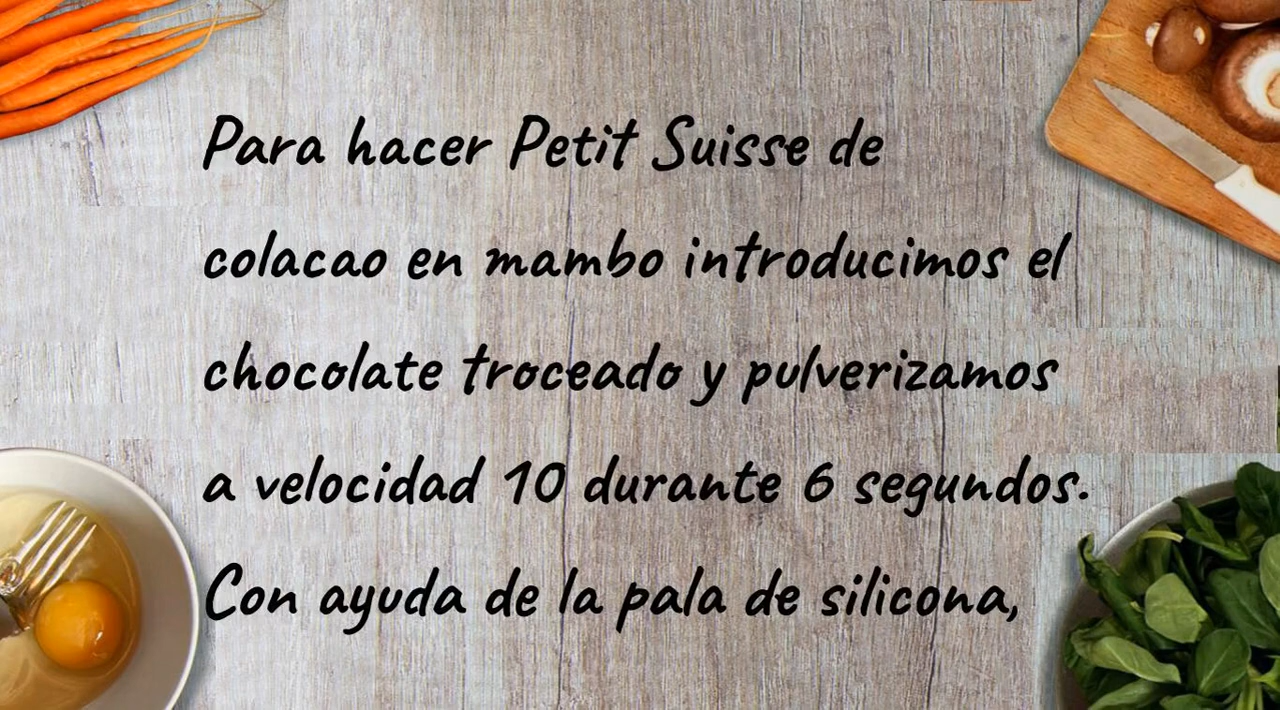 Para hacer Petit Suisse de
colacao en mambo introducimos el
chocolate troceado y pulverizamos
a velocidad 10 durante 6 segundos.
Con ayuda de la pala de silicona,